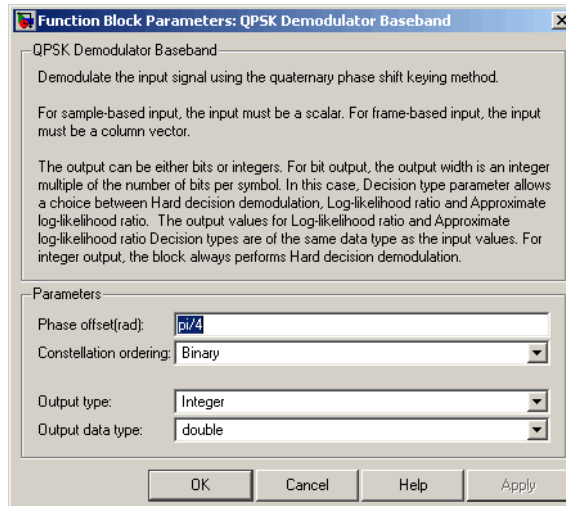 Function Block Parameters: QPSK Demodulator Baseband
QPSK Demodulator Baseband
Demodulate the input signal using the quaternary phase shift keying method.
For sample-based input, the input must be a scalar. For frame-based input, the input
must be a column vector.
The output can be either bits or integers. For bit output, the output width is an integer
multiple of the number of bits per symbol. In this case, Decision type parameter allows
a choice between Hard decision demodulation, Log-likelihood ratio and Approximate
log-likelihood ratio. The output values for Log-likelihood ratio and Approximate
log-likelihood ratio Decision types are of the same data type as the input values. For
integer output, the block always performs Hard decision demodulation.
Parameters
Phase offset(rad): pi/4
Constellation ordering: Binary
Output type: Integer
Output data type: double
OK Cancel Help Apply